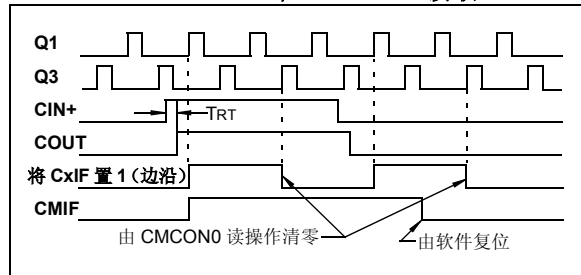 Q1
Q3
CIN+
TRT
COUT
将 CxIF 置 1（边沿）
CMIF
由 CMCON0 读操作清零
由软件复位